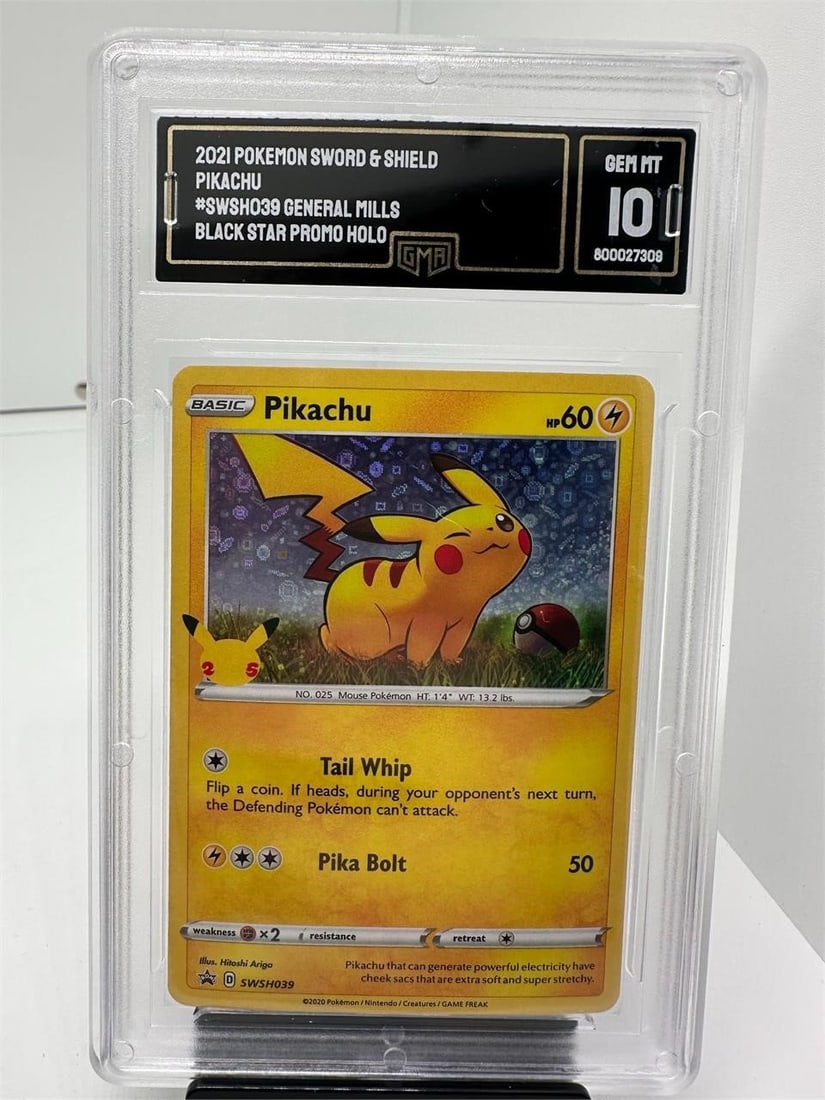 2021 POKEMON SWORD & SHIELD
PIKACHU
#SWSH039 GENERAL MILLS
BLACK STAR PROMO HOLO
GMA
GEM MT
10
800027309
BASIC Pikachu HP60
25
NO. 025 Mouse Pokémon HT: 1'4" WT: 13.2 lbs.
Tail Whip
Flip a coin. If heads, during your opponent's next turn,
the Defending Pokémon can't attack.
Pika Bolt 50
weakness ×2 resistance retreat
Illus. Hitoshi Ariga
D SWSH039
Pikachu that can generate powerful electricity have
cheek sacs that are extra soft and super stretchy.
©2020 Pokémon / Nintendo / Creatures / GAME FREAK